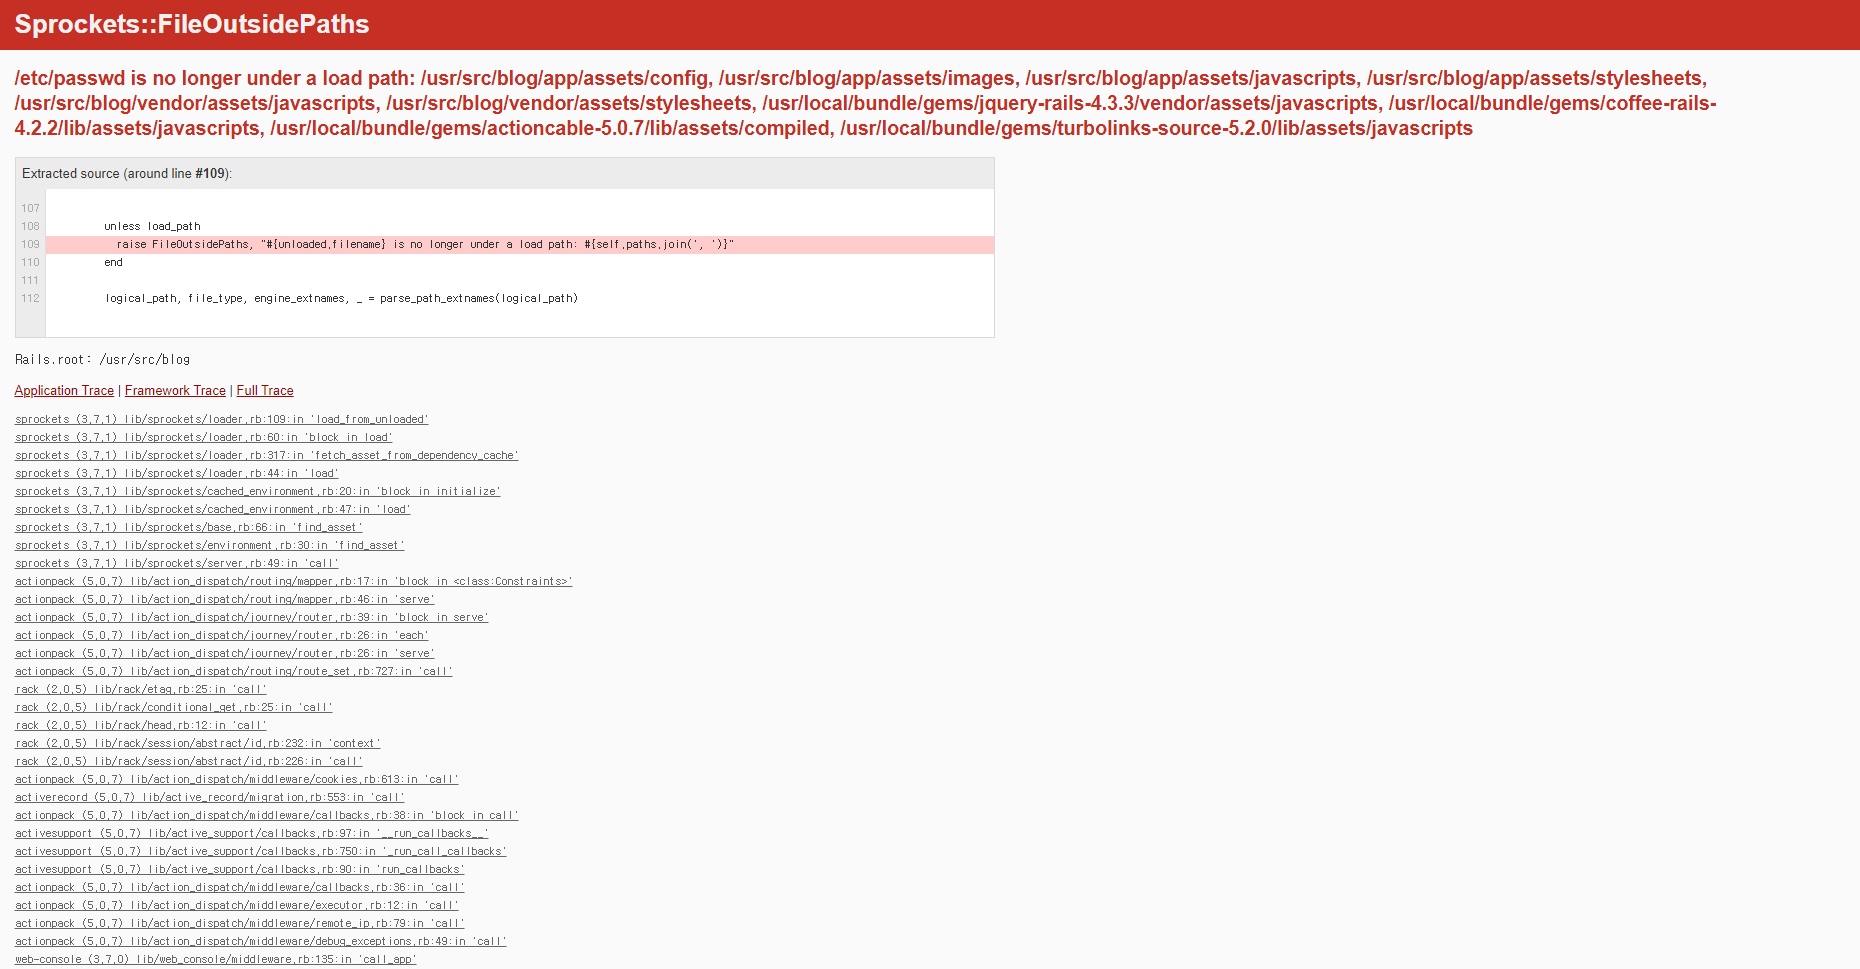 Sprockets::FileOutsidePaths
/etc/passwd is no longer under a load path: /usr/src/blog/app/assets/config, /usr/src/blog/app/assets/images, /usr/src/blog/app/assets/javascripts, /usr/src/blog/app/assets/stylesheets,
/usr/src/blog/vendor/assets/javascripts, /usr/src/blog/vendor/assets/stylesheets, /usr/local/bundle/gems/jquery-rails-4.3.3/vendor/assets/javascripts, /usr/local/bundle/gems/coffee-rails-
4.2.2/lib/assets/javascripts, /usr/local/bundle/gems/actioncable-5.0.7/lib/assets/compiled, /usr/local/bundle/gems/turbolinks-source-5.2.0/lib/assets/javascripts
Extracted source (around line #109):
107
108 unless load_path
109 raise FileOutsidePaths, "#{unloaded.filename} is no longer under a load path: #{self.paths.join(', ')}"
110 end
111
112 logical_path, file_type, engine_extnames, _ = parse_path_extnames(logical_path)
Rails.root: /usr/src/blog
Application Trace | Framework Trace | Full Trace
sprockets (3.7.1) lib/sprockets/loader.rb:109:in 'load_from_unloaded'
sprockets (3.7.1) lib/sprockets/loader.rb:60:in 'block in load'
sprockets (3.7.1) lib/sprockets/loader.rb:317:in 'fetch_asset_from_dependency_cache'
sprockets (3.7.1) lib/sprockets/loader.rb:44:in 'load'
sprockets (3.7.1) lib/sprockets/cached_environment.rb:20:in 'block in initialize'
sprockets (3.7.1) lib/sprockets/cached_environment.rb:47:in 'load'
sprockets (3.7.1) lib/sprockets/base.rb:66:in 'find_asset'
sprockets (3.7.1) lib/sprockets/environment.rb:30:in 'find_asset'
sprockets (3.7.1) lib/sprockets/server.rb:49:in 'call'
actionpack (5.0.7) lib/action_dispatch/routing/mapper.rb:17:in 'block in <class:Constraints>'
actionpack (5.0.7) lib/action_dispatch/routing/mapper.rb:46:in 'serve'
actionpack (5.0.7) lib/action_dispatch/journey/router.rb:39:in 'block in serve'
actionpack (5.0.7) lib/action_dispatch/journey/router.rb:26:in 'each'
actionpack (5.0.7) lib/action_dispatch/journey/router.rb:26:in 'serve'
actionpack (5.0.7) lib/action_dispatch/routing/route_set.rb:727:in 'call'
rack (2.0.5) lib/rack/etag.rb:25:in 'call'
rack (2.0.5) lib/rack/conditional_get.rb:25:in 'call'
rack (2.0.5) lib/rack/head.rb:12:in 'call'
rack (2.0.5) lib/rack/session/abstract/id.rb:232:in 'context'
rack (2.0.5) lib/rack/session/abstract/id.rb:226:in 'call'
actionpack (5.0.7) lib/action_dispatch/middleware/cookies.rb:613:in 'call'
activerecord (5.0.7) lib/active_record/migration.rb:553:in 'call'
actionpack (5.0.7) lib/action_dispatch/middleware/callbacks.rb:38:in 'block in call'
activesupport (5.0.7) lib/active_support/callbacks.rb:97:in '__run_callbacks__'
activesupport (5.0.7) lib/active_support/callbacks.rb:750:in '_run_call_callbacks'
activesupport (5.0.7) lib/active_support/callbacks.rb:90:in 'run_callbacks'
actionpack (5.0.7) lib/action_dispatch/middleware/callbacks.rb:36:in 'call'
actionpack (5.0.7) lib/action_dispatch/middleware/executor.rb:12:in 'call'
actionpack (5.0.7) lib/action_dispatch/middleware/remote_ip.rb:79:in 'call'
actionpack (5.0.7) lib/action_dispatch/middleware/debug_exceptions.rb:49:in 'call'
web-console (3.7.0) lib/web_console/middleware.rb:135:in 'call_app'